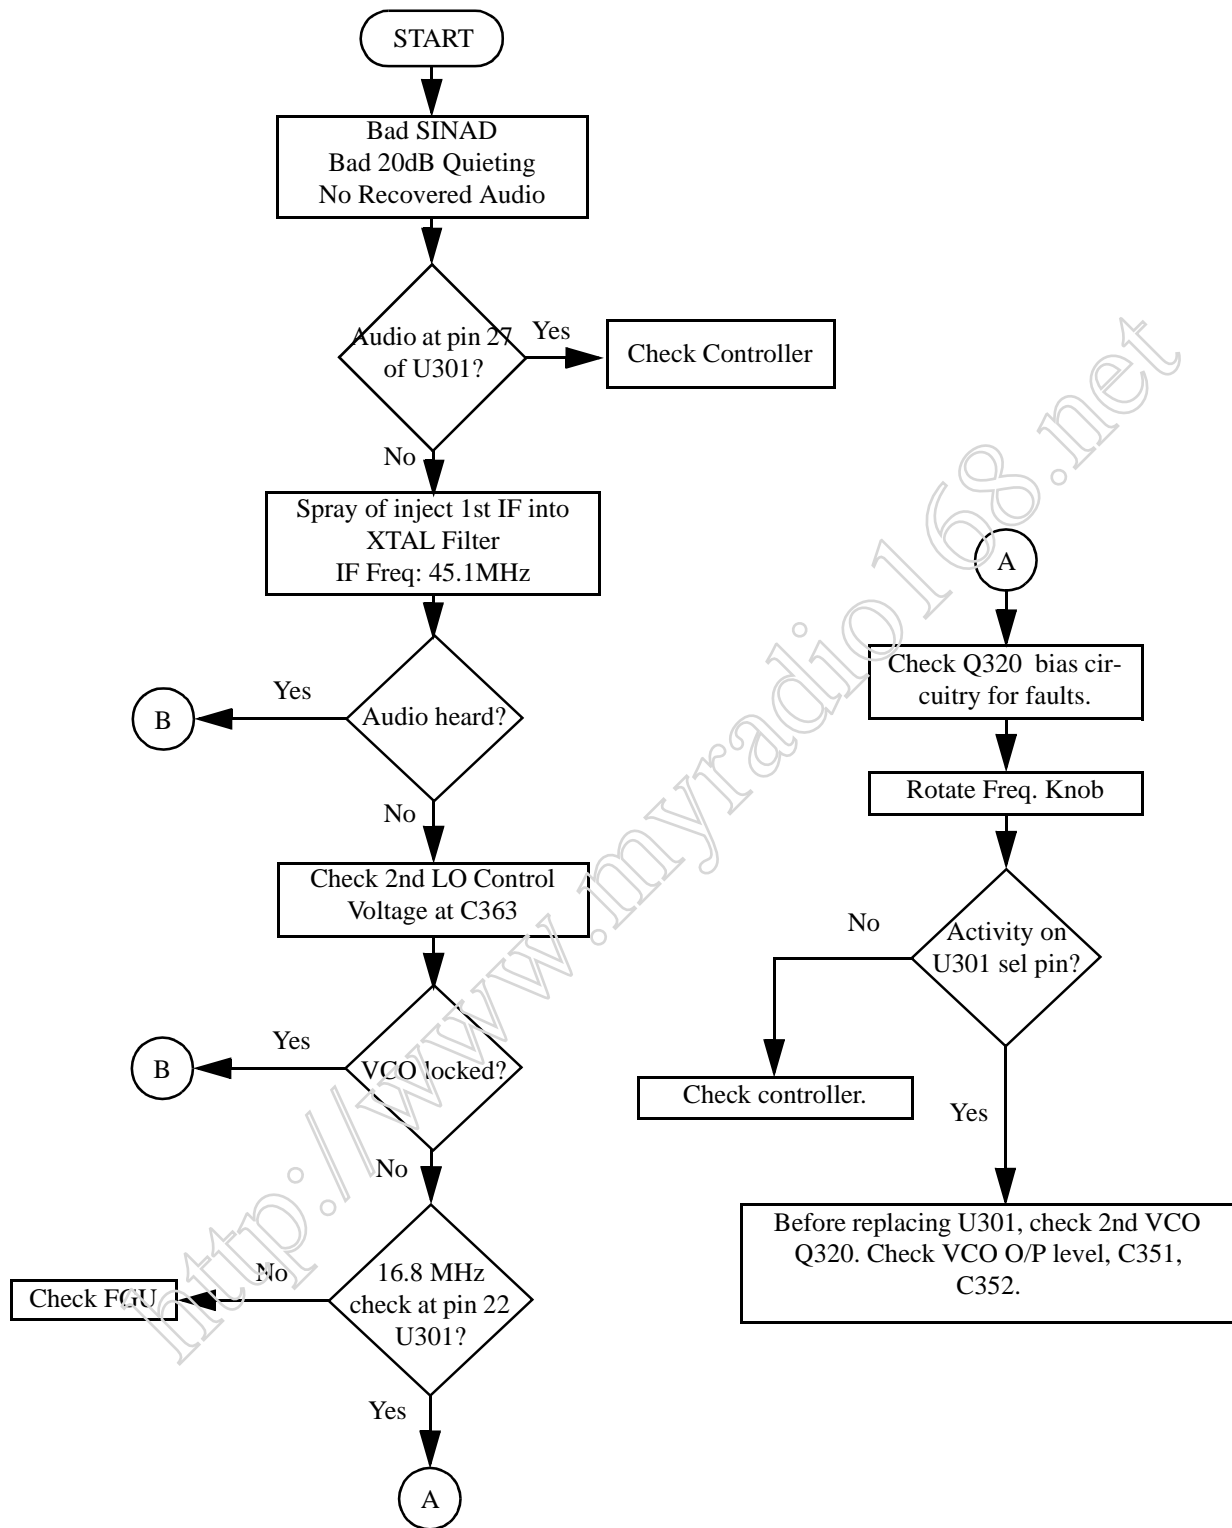 START
Bad SINAD
Bad 20dB Quieting
No Recovered Audio
Audio at pin 27
of U301?
Yes
Check Controller
No
Spray of inject 1st IF into
XTAL Filter
IF Freq: 45.1MHz
Audio heard?
Yes
B
No
Check 2nd LO Control
Voltage at C363
VCO locked?
Yes
B
No
16.8 MHz
check at pin 22
U301?
No
Check FGU
Yes
A
A
Check Q320 bias cir-
cuitry for faults.
Rotate Freq. Knob
Activity on
U301 sel pin?
No
Check controller.
Yes
Before replacing U301, check 2nd VCO
Q320. Check VCO O/P level, C351,
C352.
http://www.myradio168.net